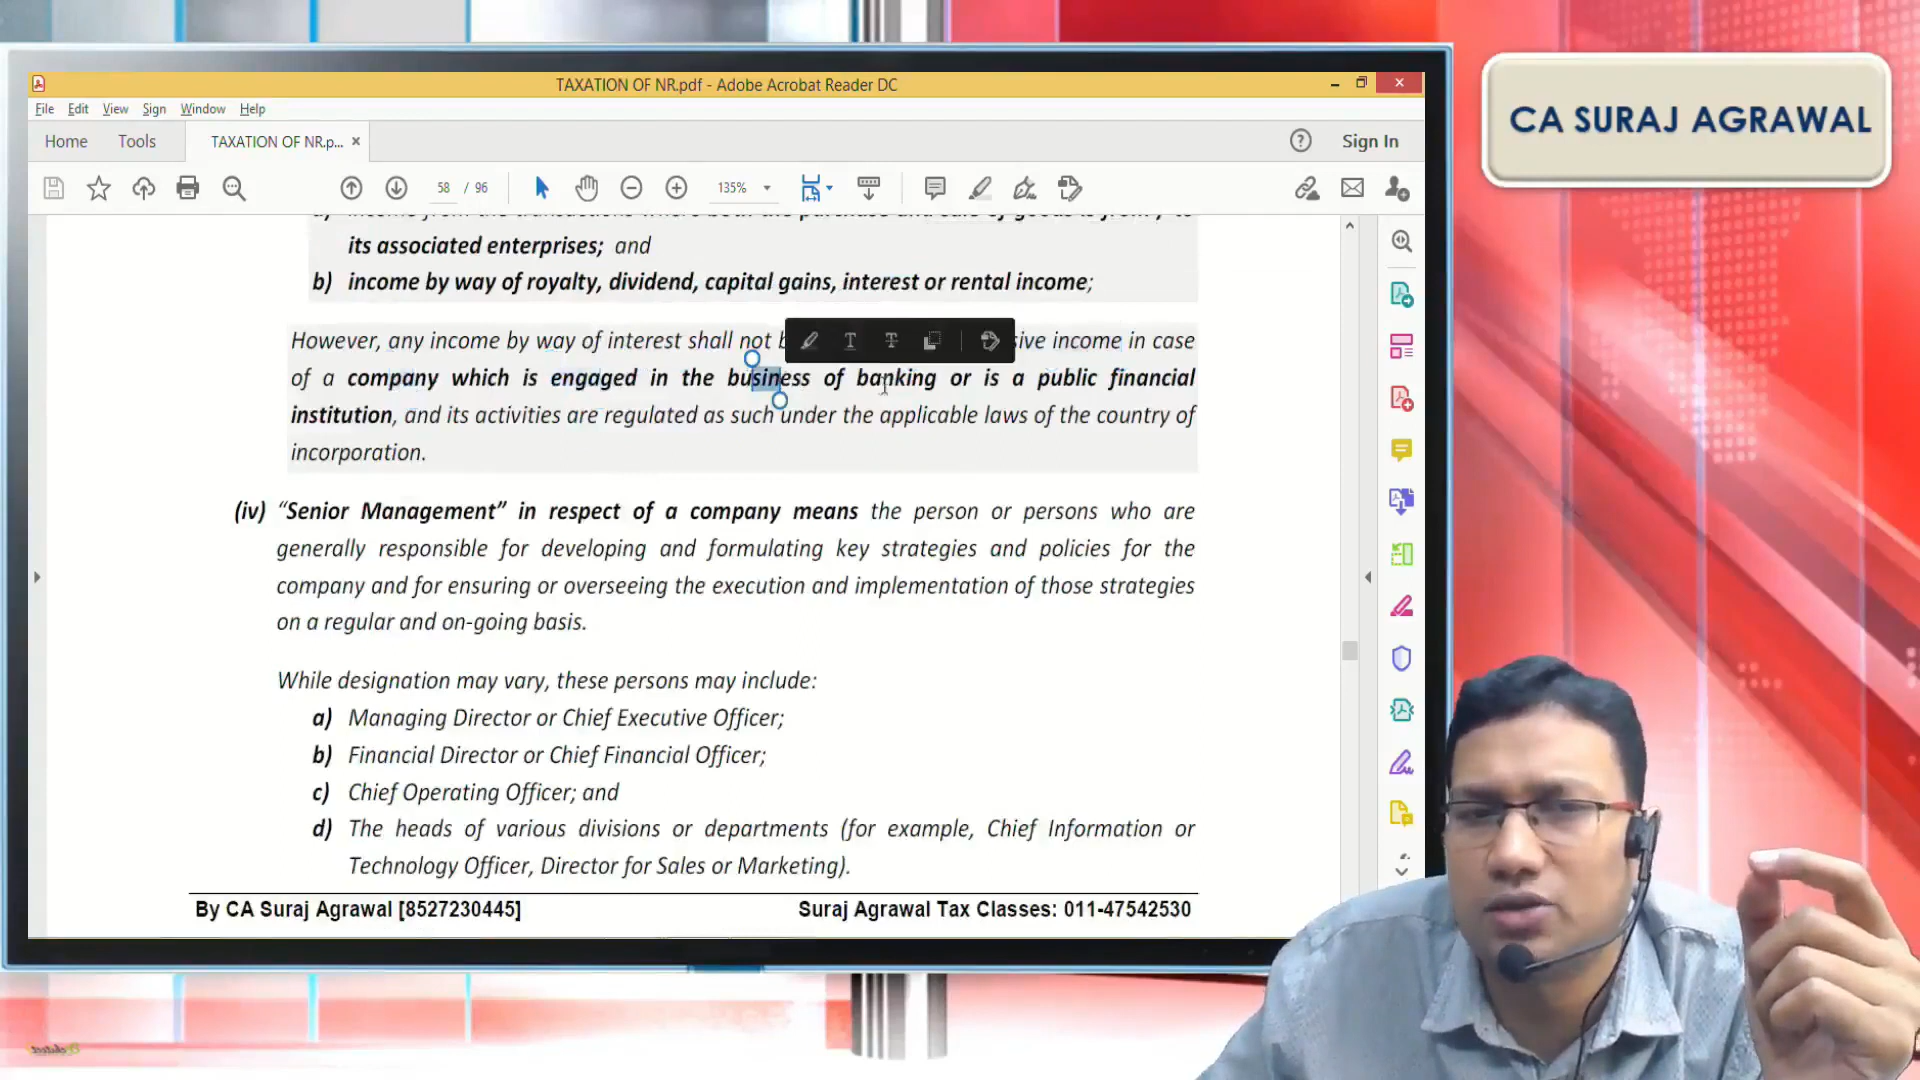 CA SURAJ AGRAWAL
TAXATION OF NR.pdf - Adobe Acrobat Reader DC
File Edit View Sign Window Help
Home Tools TAXATION OF NR.p... Sign In
58 / 96 135%
its associated enterprises; and
b) income by way of royalty, dividend, capital gains, interest or rental income;
However, any income by way of interest shall not income in case
of a company which is engaged in the business of banking or is a public financial
institution, and its activities are regulated as such under the applicable laws of the country of
incorporation.
(iv) “Senior Management” in respect of a company means the person or persons who are
generally responsible for developing and formulating key strategies and policies for the
company and for ensuring or overseeing the execution and implementation of those strategies
on a regular and on-going basis.
While designation may vary, these persons may include:
a) Managing Director or Chief Executive Officer;
b) Financial Director or Chief Financial Officer;
c) Chief Operating Officer; and
d) The heads of various divisions or departments (for example, Chief Information or
Technology Officer, Director for Sales or Marketing).
By CA Suraj Agrawal [8527230445] Suraj Agrawal Tax Classes: 011-47542530